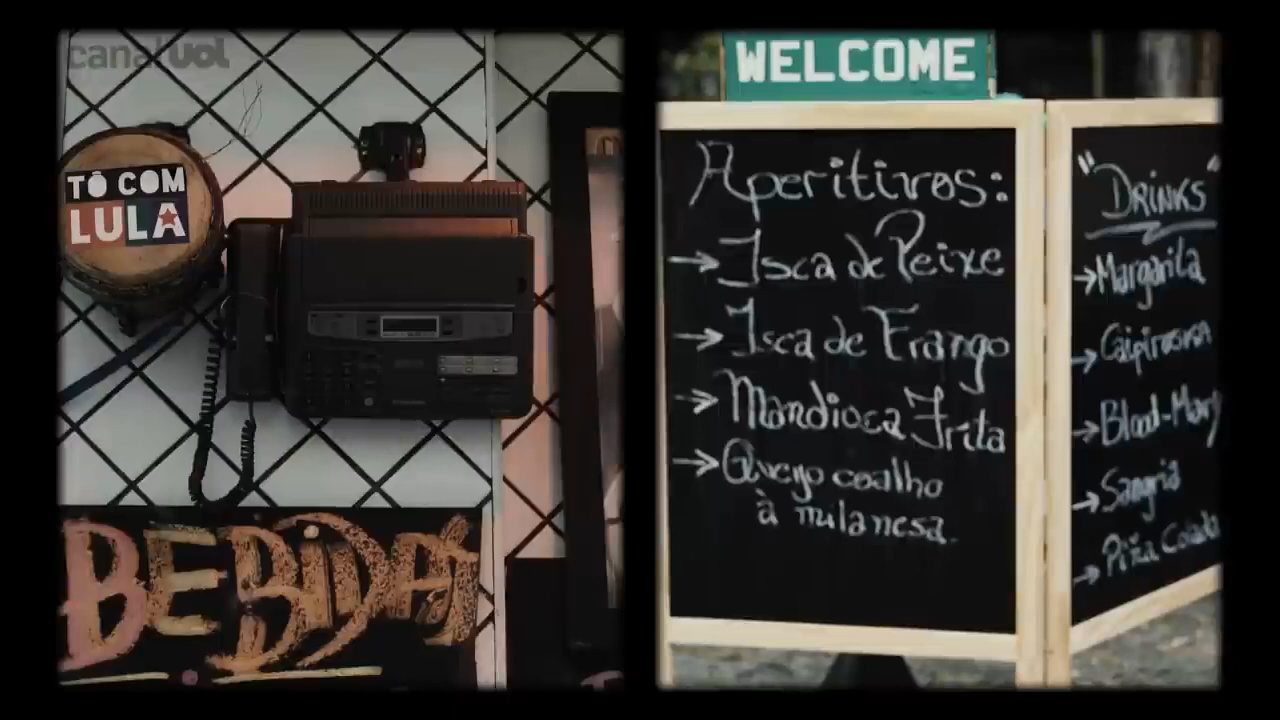 canal UOL
TÔ COM
LULA
BEBIDAS
WELCOME
Aperitivos:
→ Isca de Peixe
→ Isca de Frango
→ Mandioca Frita
→ Queijo coalho
à milanesa.
"DRINKS"
→ Margarita
→ Caipiroska
→ Blood-Mary
→ Sangria
→ Piña Colada